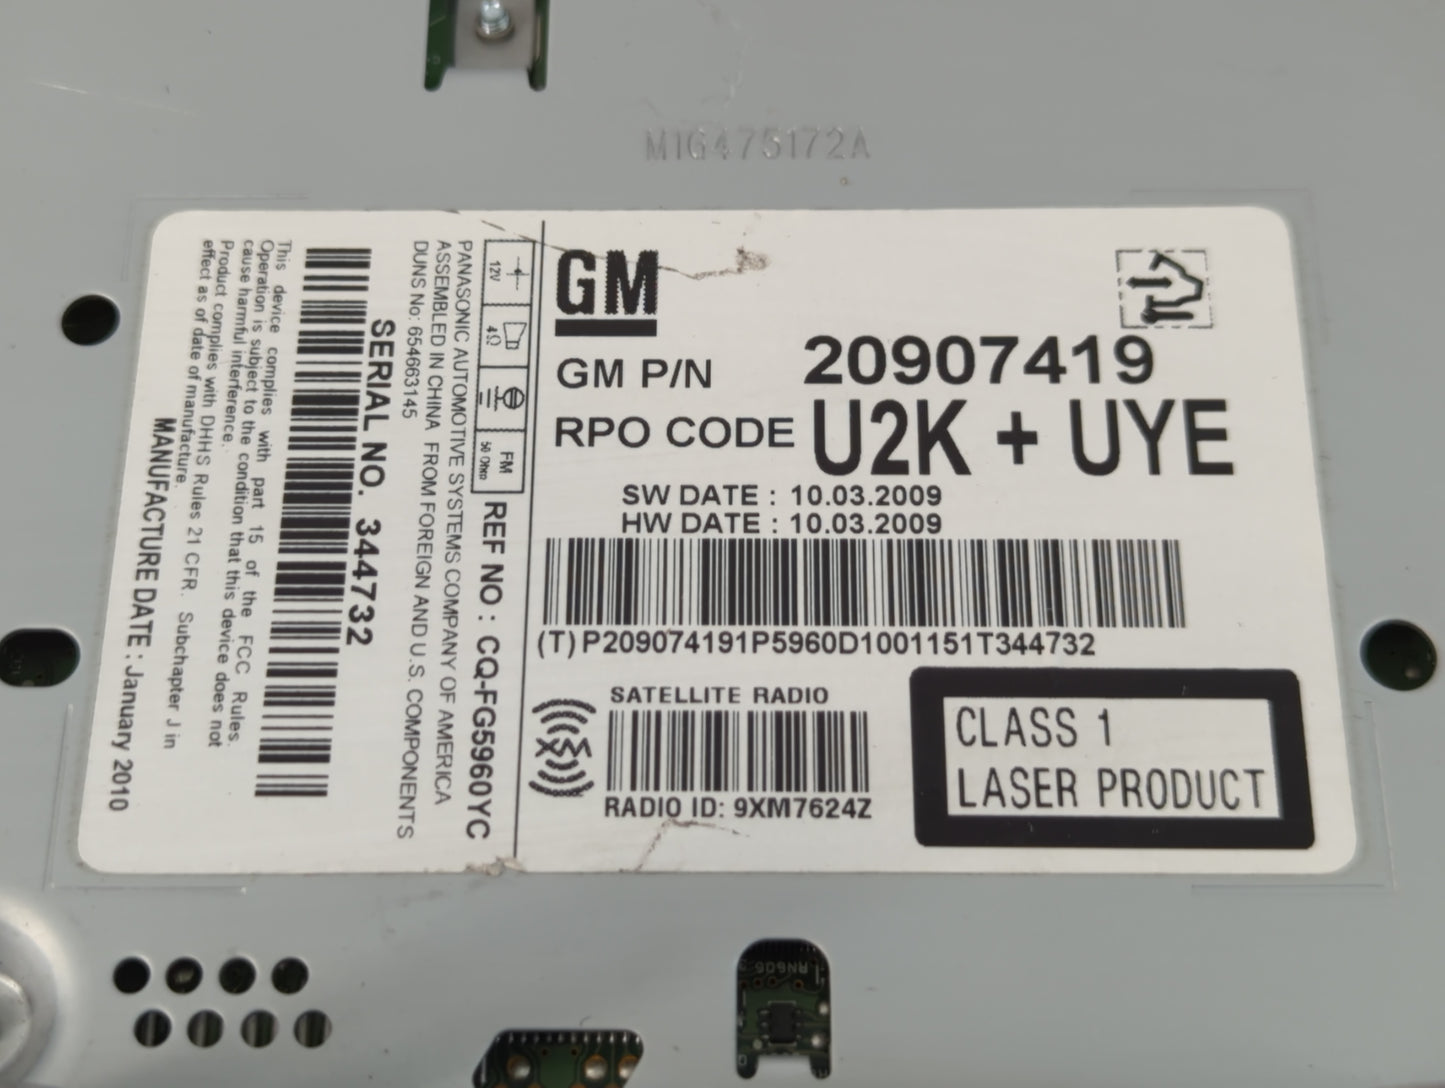 M1G475172A
GM
GM P/N 20907419
RPO CODE U2K + UYE
SW DATE : 10.03.2009
HW DATE : 10.03.2009
(T)P209074191P5960D1001151T344732
SATELLITE RADIO
XM
RADIO ID: 9XM7624Z
CLASS 1
LASER PRODUCT
12V
4Ω
FM
50 Ohm
REF NO : CQ-FG5960YC
PANASONIC AUTOMOTIVE SYSTEMS COMPANY OF AMERICA
ASSEMBLED IN CHINA FROM FOREIGN AND U.S. COMPONENTS
DUNS No: 654663145
SERIAL NO. 344732
This device complies with part 15 of the FCC Rules.
Operation is subject to the condition that this device does not
cause harmful interference.
Product complies with DHHS Rules 21 CFR. Subchapter J in
effect as of date of manufacture.
MANUFACTURE DATE : January 2010
RN605